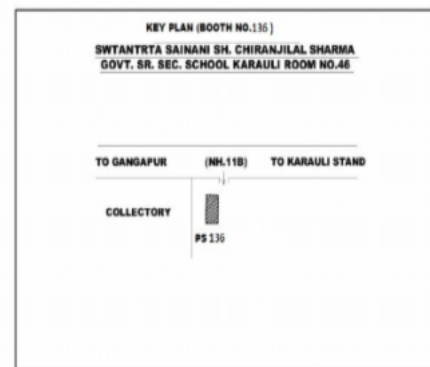 KEY PLAN (BOOTH NO.136 )
SWTANTRTA SAINANI SH. CHIRANJILAL SHARMA
GOVT. SR. SEC. SCHOOL KARAULI ROOM NO.46
TO GANGAPUR (NH.11B) TO KARAULI STAND
COLLECTORY
PS 136